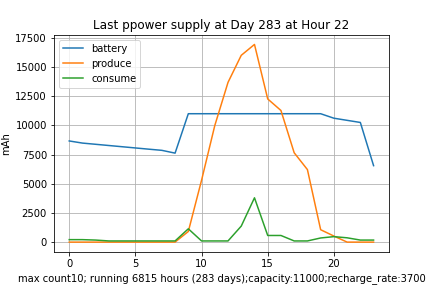 Last ppower supply at Day 283 at Hour 22
17500
15000
12500
10000
7500
5000
2500
0
mAh
battery
produce
consume
0 5 10 15 20
max count10; running 6815 hours (283 days);capacity:11000;recharge_rate:3700